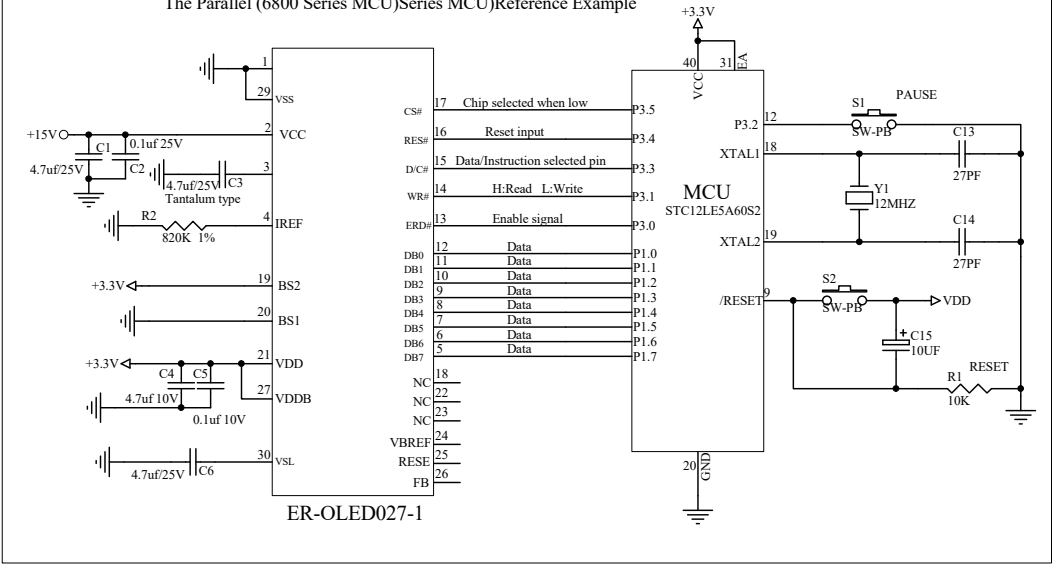 The Parallel (6800 Series MCU)Series MCU)Reference Example
+3.3V
1
40
31
EA
VCC
29
VSS
17
CS#
Chip selected when low
P3.5
S1
PAUSE
+15V
2
VCC
16
RES#
Reset input
P3.4
P3.2
12
SW-PB
C1
0.1uf 25V
C13
4.7uf/25V
C2
3
15
D/C#
Data/Instruction selected pin
P3.3
XTAL1
18
27PF
4.7uf/25V
C3
Tantalum type
14
WR#
H:Read L:Write
P3.1
MCU
STC12LE5A60S2
Y1
12MHZ
R2
4
IREF
13
ERD#
Enable signal
P3.0
C14
820K 1%
XTAL2
19
27PF
12
DB0
Data
P1.0
11
DB1
Data
P1.1
10
DB2
Data
P1.2
+3.3V
19
BS2
9
DB3
Data
P1.3
/RESET
9
S2
SW-PB
VDD
8
DB4
Data
P1.4
20
BS1
7
DB5
Data
P1.5
6
DB6
Data
P1.6
C15
10UF
5
DB7
Data
P1.7
+3.3V
21
VDD
RESET
C4
C5
18
NC
R1
10K
4.7uf 10V
27
VDDB
22
NC
0.1uf 10V
23
NC
24
VBREF
30
VSL
25
RESE
20
GND
4.7uf/25V
C6
26
FB
ER-OLED027-1